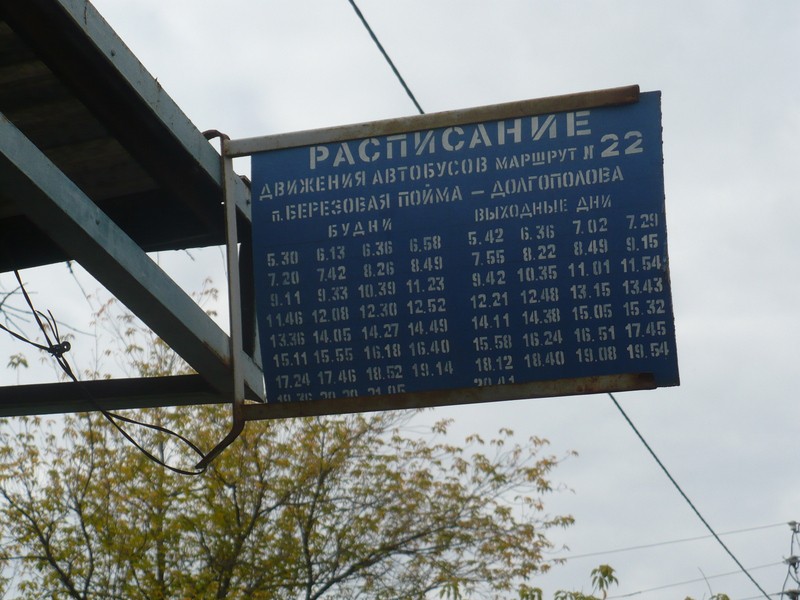 РАСПИСАНИЕ
ДВИЖЕНИЯ АВТОБУСОВ МАРШРУТ N 22
п. БЕРЕЗОВАЯ ПОЙМА – ДОЛГОПОЛОВА
БУДНИ
5.30 6.13 6.36 6.58
7.20 7.42 8.26 8.49
9.11 9.33 10.39 11.23
11.46 12.08 12.30 12.52
13.36 14.05 14.27 14.49
15.11 15.55 16.18 16.40
17.24 17.46 18.52 19.14
21.05
ВЫХОДНЫЕ ДНИ
5.42 6.36 7.02 7.29
7.55 8.22 8.49 9.15
9.42 10.35 11.01 11.54
12.21 12.48 13.15 13.43
14.11 14.38 15.05 15.32
15.58 16.24 16.51 17.45
18.12 18.40 19.08 19.54
20.41